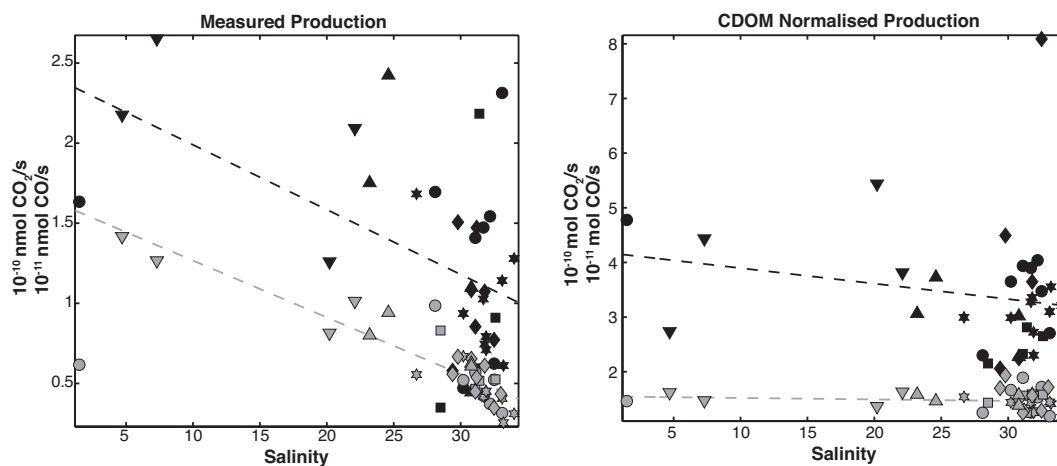 Measured Production
2.5
2
1.5
1
0.5
10⁻¹⁰ nmol CO₂/s
10⁻¹¹ nmol CO/s
5 10 15 20 25 30
Salinity
CDOM Normalised Production
8
7
6
5
4
3
2
10⁻¹⁰ mol CO₂/s
10⁻¹¹ mol CO/s
5 10 15 20 25 30
Salinity